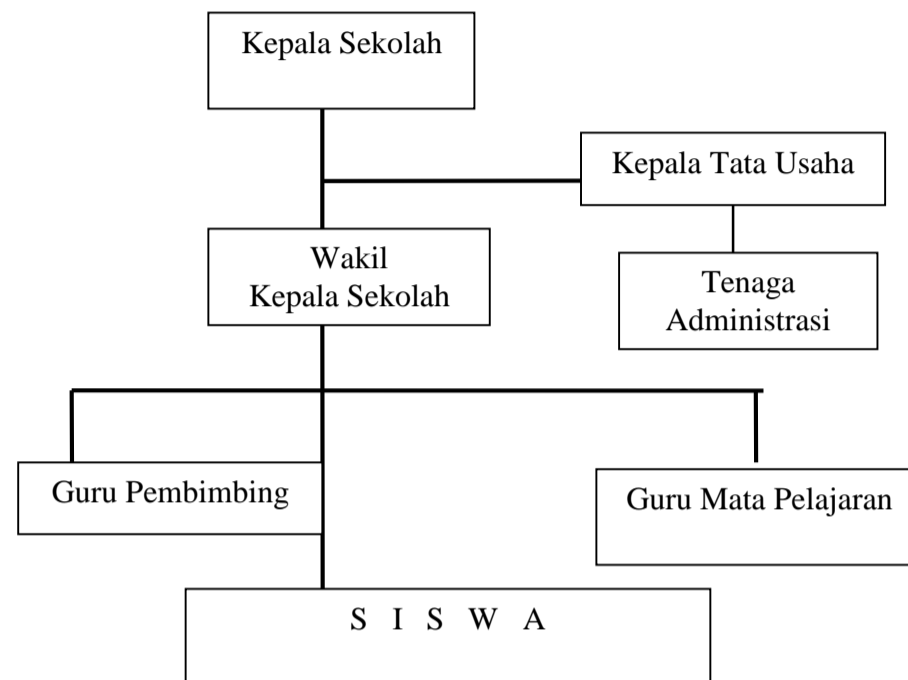 Kepala Sekolah
Kepala Tata Usaha
Wakil
Kepala Sekolah
Tenaga
Administrasi
Guru Pembimbing
Guru Mata Pelajaran
S I S W A